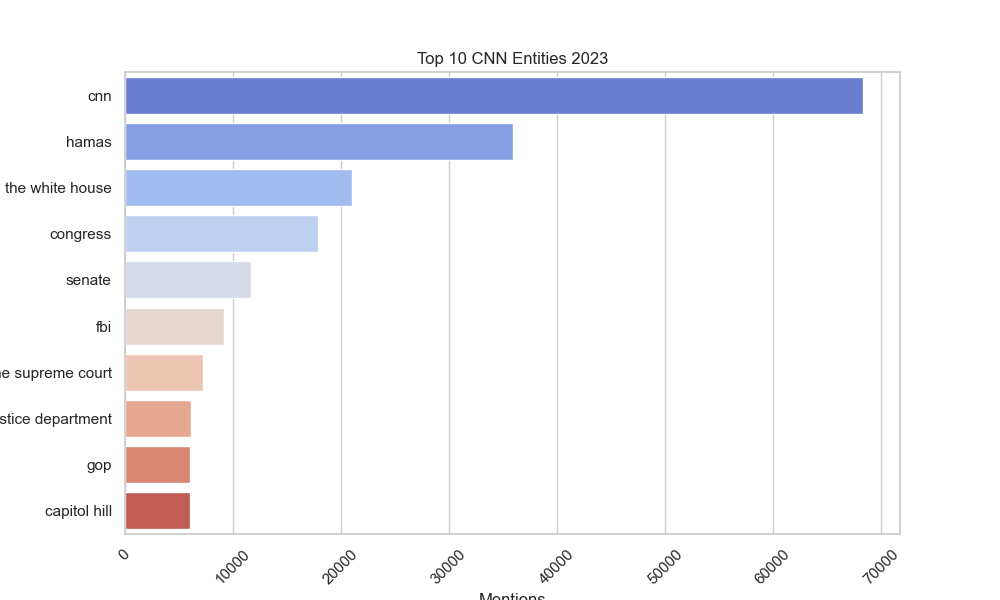 Top 10 CNN Entities 2023
cnn
hamas
the white house
congress
senate
fbi
supreme court
department
gop
capitol hill
0
10000
20000
30000
40000
50000
60000
70000
Mentions